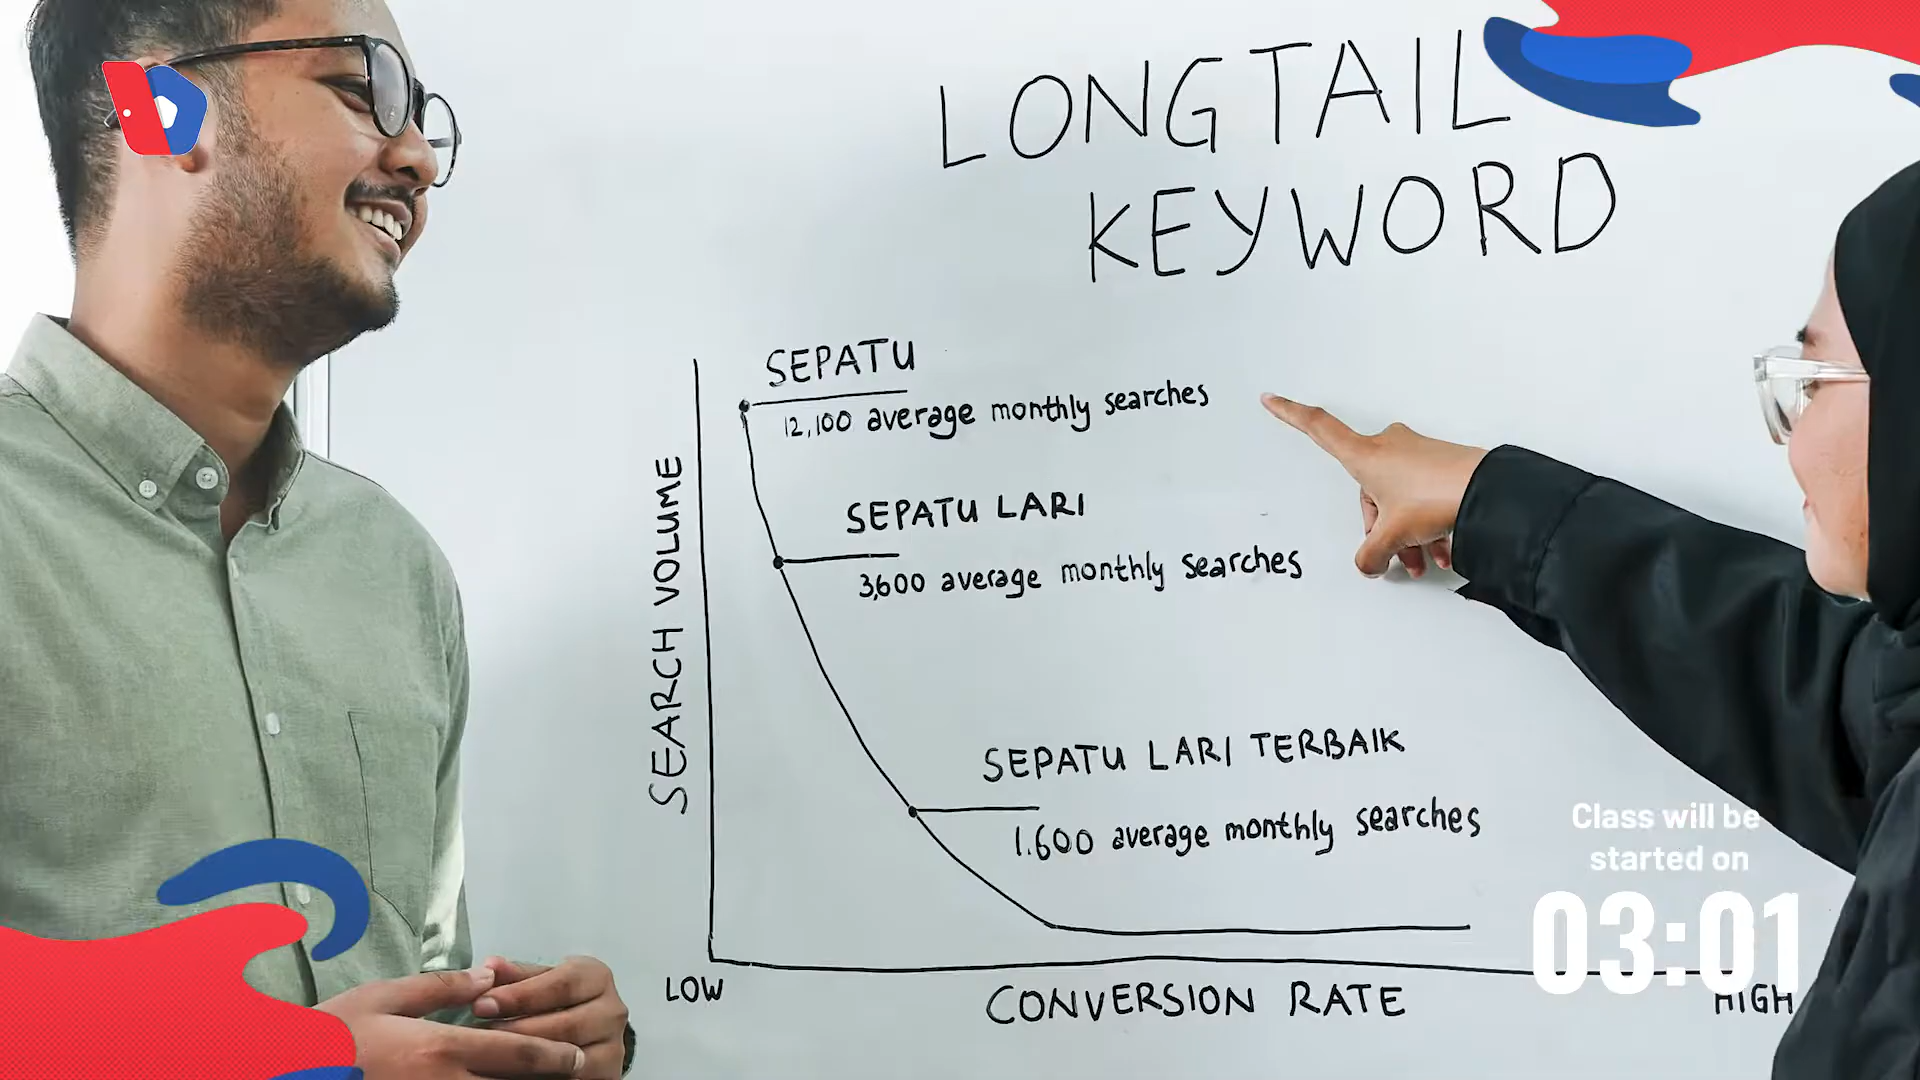 LONGTAIL
KEYWORD
SEPATU
12,100 average monthly searches
SEPATU LARI
3,600 average monthly searches
SEPATU LARI TERBAIK
1.600 average monthly searches
SEARCH VOLUME
LOW
CONVERSION RATE
HIGH
Class will be
started on
03:01